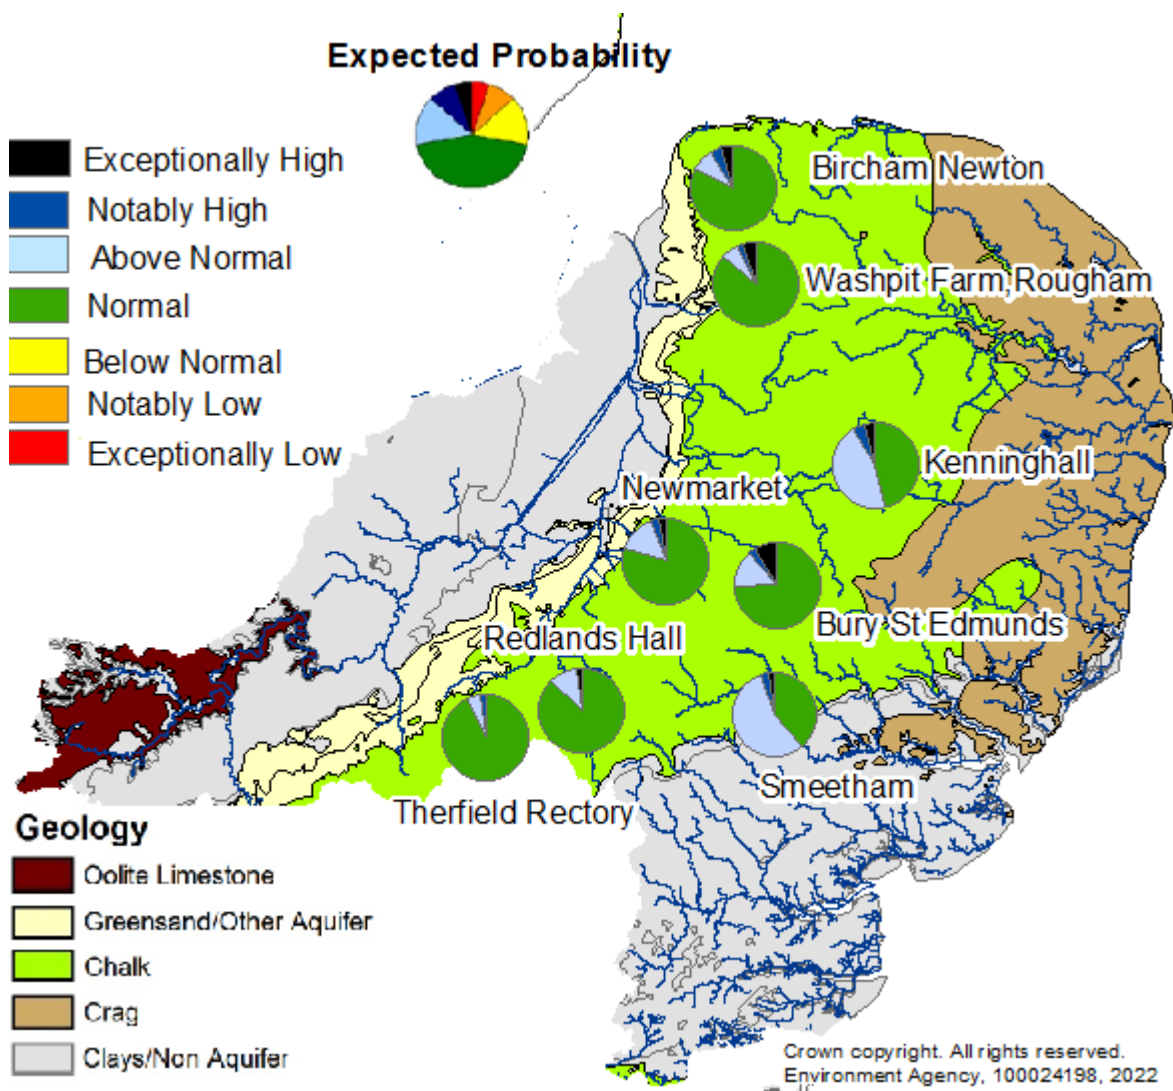 Expected Probability
Exceptionally High
Notably High
Above Normal
Normal
Below Normal
Notably Low
Exceptionally Low
Bircham Newton
Washpit Farm,Rougham
Kenninghall
Newmarket
Bury St Edmunds
Redlands Hall
Smeetham
Therfield Rectory
Geology
Oolite Limestone
Greensand/Other Aquifer
Chalk
Crag
Clays/Non Aquifer
Crown copyright. All rights reserved.
Environment Agency, 100024198, 2022